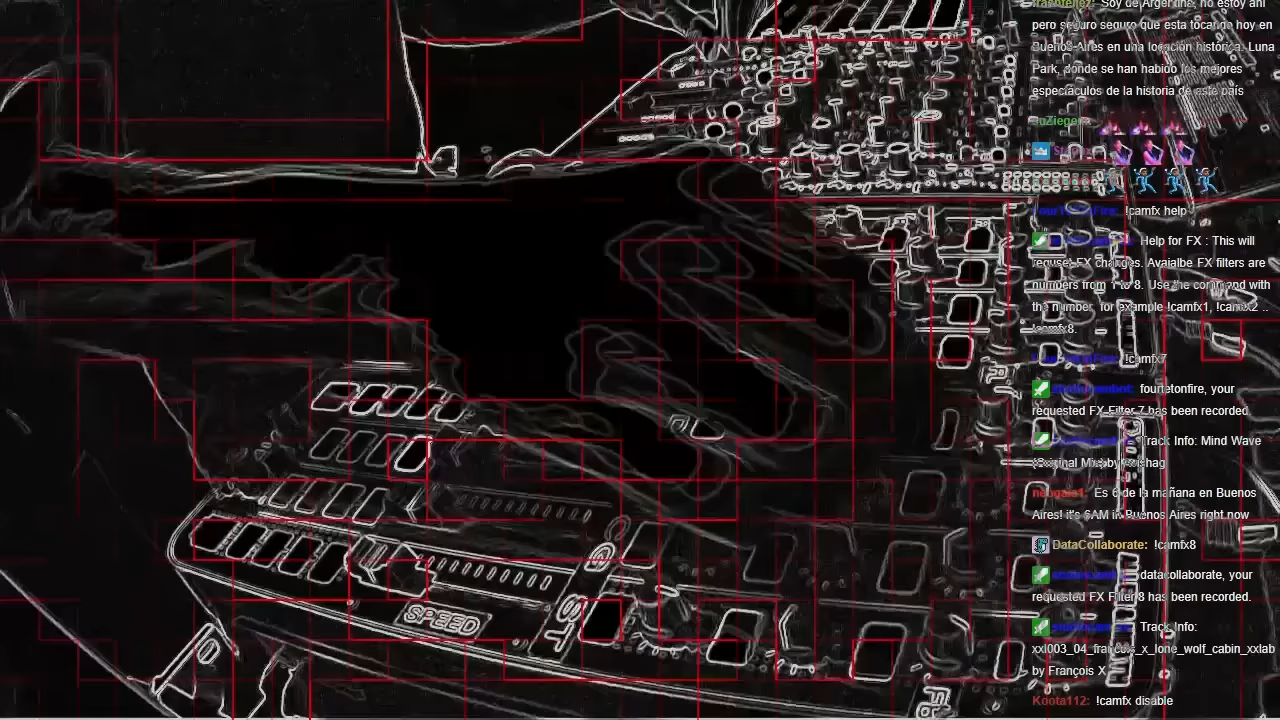 Soy de Argentina, no estoy ahí
pero seguro seguro que esta tocando hoy en
Buenos Aires en una locación histórica. Luna
Park, donde se han habido los mejores
espectáculos de la historia de este país
!camfx help
Help for FX : This will
request FX changes. Avaialbe FX filters are
numbers from 1 to 8. Use the command with
the number, for example !camfx1, !camfx2 ..
!camfx8.
!camfx7
fourtetonfire, your
requested FX Filter 7 has been recorded.
Track Info: Mind Wave
(Original Mix) by
neogais1: Es 6 de la mañana en Buenos
Aires! it's 6AM in Buenos Aires right now
DataCollaborate: !camfx8
datacollaborate, your
requested FX Filter 8 has been recorded.
Track Info:
xxl003_04_francois_x_lone_wolf_cabin_xxlab
by François X
Koota112: !camfx disable
SPEED